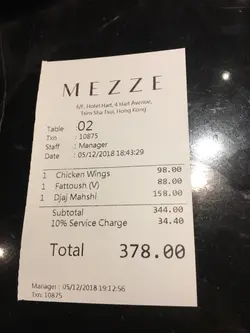 MEZZE
6/F, Hotel Hart, 4 Hart Avenue,
Tsim Sha Tsui, Hong Kong
Table : 02
Txn : 10875
Staff : Manager
Date : 05/12/2018 18:43:29
1 Chicken Wings 98.00
1 Fattoush (V) 88.00
1 Djaj Mahshi 158.00
Subtotal 344.00
10% Service Charge 34.40
Total 378.00
Manager : 05/12/2018 19:12:56
Txn: 10875